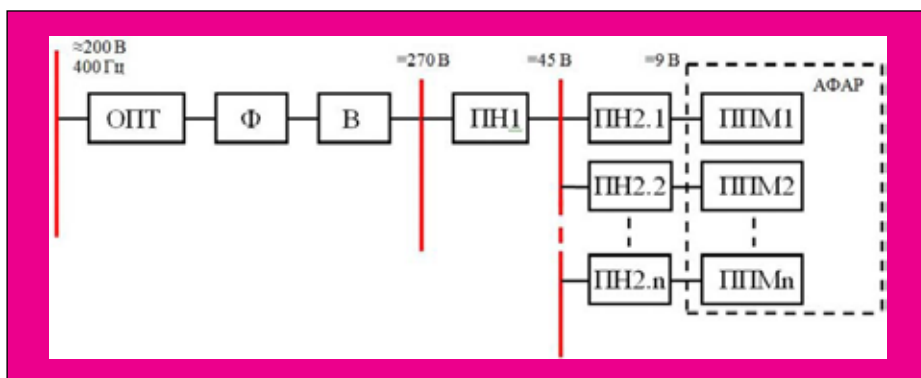 ≈200 В
400 Гц
=270 В
=45 В
=9 В
АФАР
ОПТ
Ф
В
ПН1
ПН2.1
ППМ1
ПН2.2
ППМ2
ПН2.n
ППМn